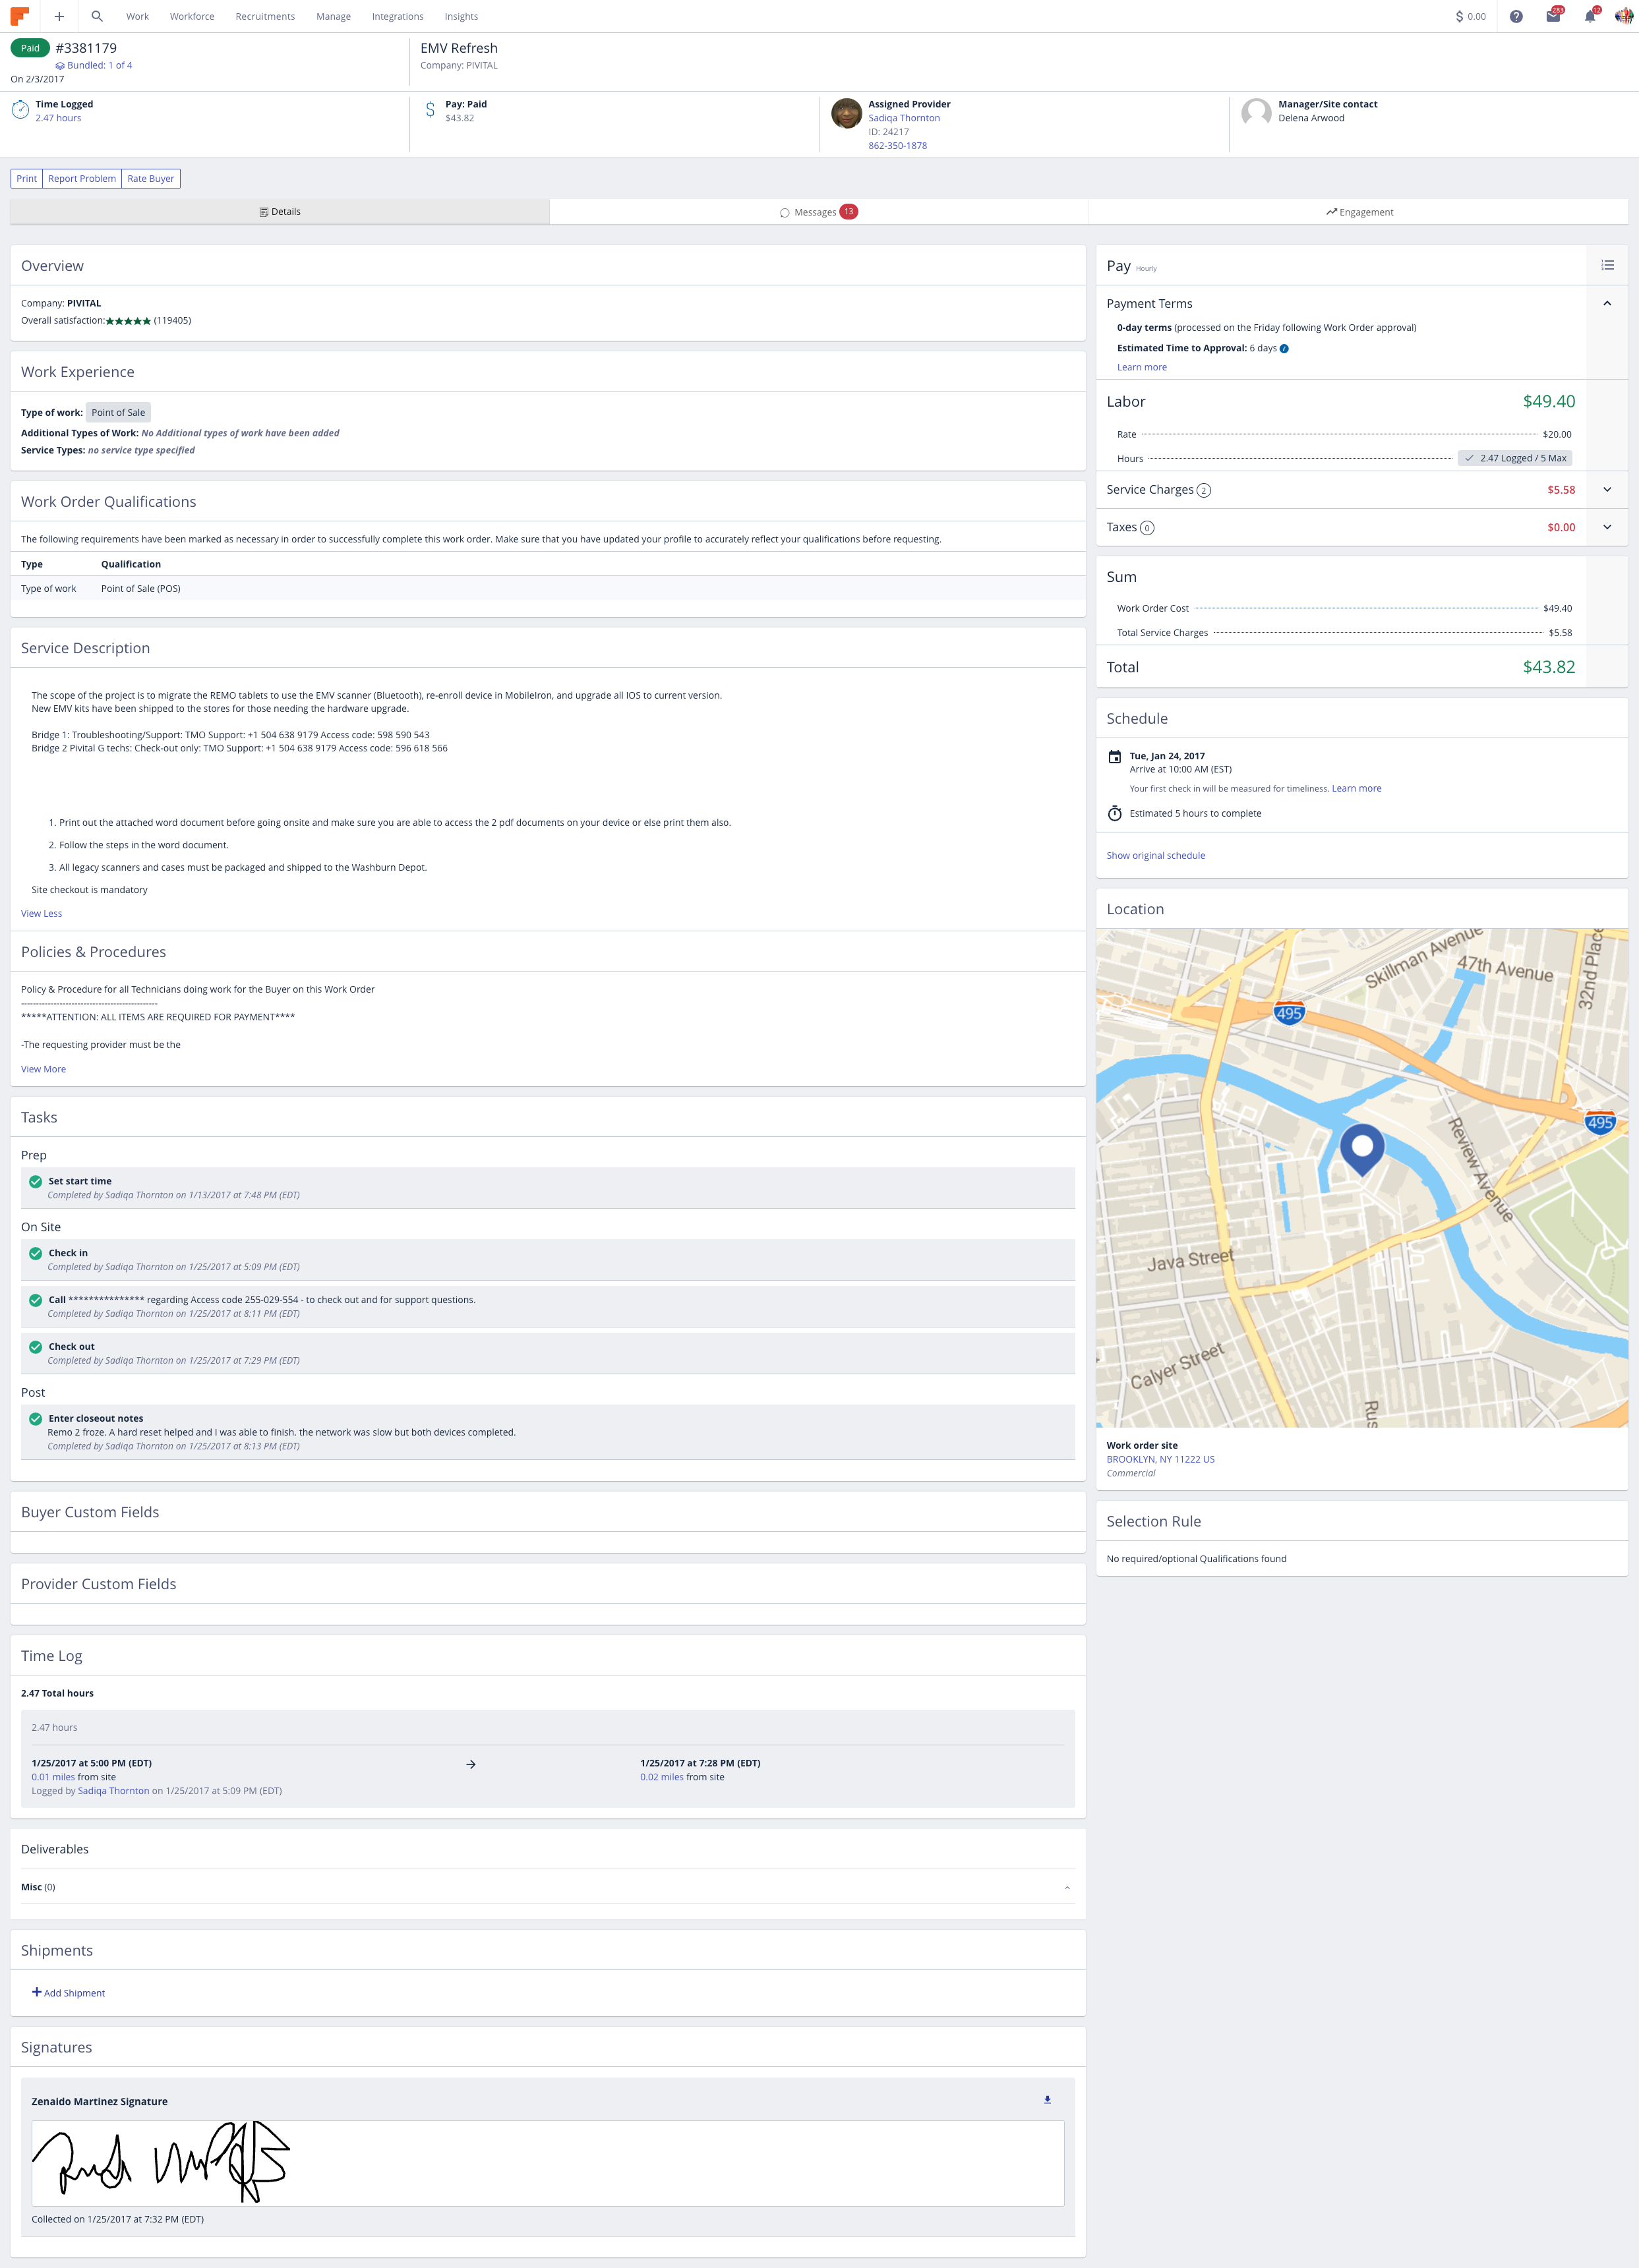 Work Workforce Recruitments Manage Integrations Insights $ 0.00 283 12
Paid #3381179
Bundled: 1 of 4
On 2/3/2017
EMV Refresh
Company: PIVITAL
Time Logged
2.47 hours
Pay: Paid
$43.82
Assigned Provider
Sadiqa Thornton
ID: 24217
862-350-1878
Manager/Site contact
Delena Arwood
Print Report Problem Rate Buyer
Details Messages 13 Engagement
Overview
Company: PIVITAL
Overall satisfaction:★★★★★ (119405)
Work Experience
Type of work: Point of Sale
Additional Types of Work: No Additional types of work have been added
Service Types: no service type specified
Work Order Qualifications
The following requirements have been marked as necessary in order to successfully complete this work order. Make sure that you have updated your profile to accurately reflect your qualifications before requesting.
Type Qualification
Type of work Point of Sale (POS)
Service Description
The scope of the project is to migrate the REMO tablets to use the EMV scanner (Bluetooth), re-enroll device in MobileIron, and upgrade all IOS to current version.
New EMV kits have been shipped to the stores for those needing the hardware upgrade.
Bridge 1: Troubleshooting/Support: TMO Support: +1 504 638 9179 Access code: 598 590 543
Bridge 2 Pivital G techs: Check-out only: TMO Support: +1 504 638 9179 Access code: 596 618 566
1. Print out the attached word document before going onsite and make sure you are able to access the 2 pdf documents on your device or else print them also.
2. Follow the steps in the word document.
3. All legacy scanners and cases must be packaged and shipped to the Washburn Depot.
Site checkout is mandatory
View Less
Policies & Procedures
Policy & Procedure for all Technicians doing work for the Buyer on this Work Order
----------------------------------------------
*****ATTENTION: ALL ITEMS ARE REQUIRED FOR PAYMENT****
-The requesting provider must be the
View More
Tasks
Prep
Set start time
Completed by Sadiqa Thornton on 1/13/2017 at 7:48 PM (EDT)
On Site
Check in
Completed by Sadiqa Thornton on 1/25/2017 at 5:09 PM (EDT)
Call *************** regarding Access code 255-029-554 - to check out and for support questions.
Completed by Sadiqa Thornton on 1/25/2017 at 8:11 PM (EDT)
Check out
Completed by Sadiqa Thornton on 1/25/2017 at 7:29 PM (EDT)
Post
Enter closeout notes
Remo 2 froze. A hard reset helped and I was able to finish. the network was slow but both devices completed.
Completed by Sadiqa Thornton on 1/25/2017 at 8:13 PM (EDT)
Buyer Custom Fields
Provider Custom Fields
Time Log
2.47 Total hours
2.47 hours
1/25/2017 at 5:00 PM (EDT) 1/25/2017 at 7:28 PM (EDT)
0.01 miles from site 0.02 miles from site
Logged by Sadiqa Thornton on 1/25/2017 at 5:09 PM (EDT)
Deliverables
Misc (0)
Shipments
Add Shipment
Signatures
Zenaido Martinez Signature
Collected on 1/25/2017 at 7:32 PM (EDT)
Pay Hourly
Payment Terms
0-day terms (processed on the Friday following Work Order approval)
Estimated Time to Approval: 6 days
Learn more
Labor $49.40
Rate $20.00
Hours 2.47 Logged / 5 Max
Service Charges 2 $5.58
Taxes 0 $0.00
Sum
Work Order Cost $49.40
Total Service Charges $5.58
Total $43.82
Schedule
Tue, Jan 24, 2017
Arrive at 10:00 AM (EST)
Your first check in will be measured for timeliness. Learn more
Estimated 5 hours to complete
Show original schedule
Location
Skillman Avenue
47th Avenue
32nd Place
495
495
Review Avenue
Java Street
Calyer Street
Rus
Work order site
BROOKLYN, NY 11222 US
Commercial
Selection Rule
No required/optional Qualifications found